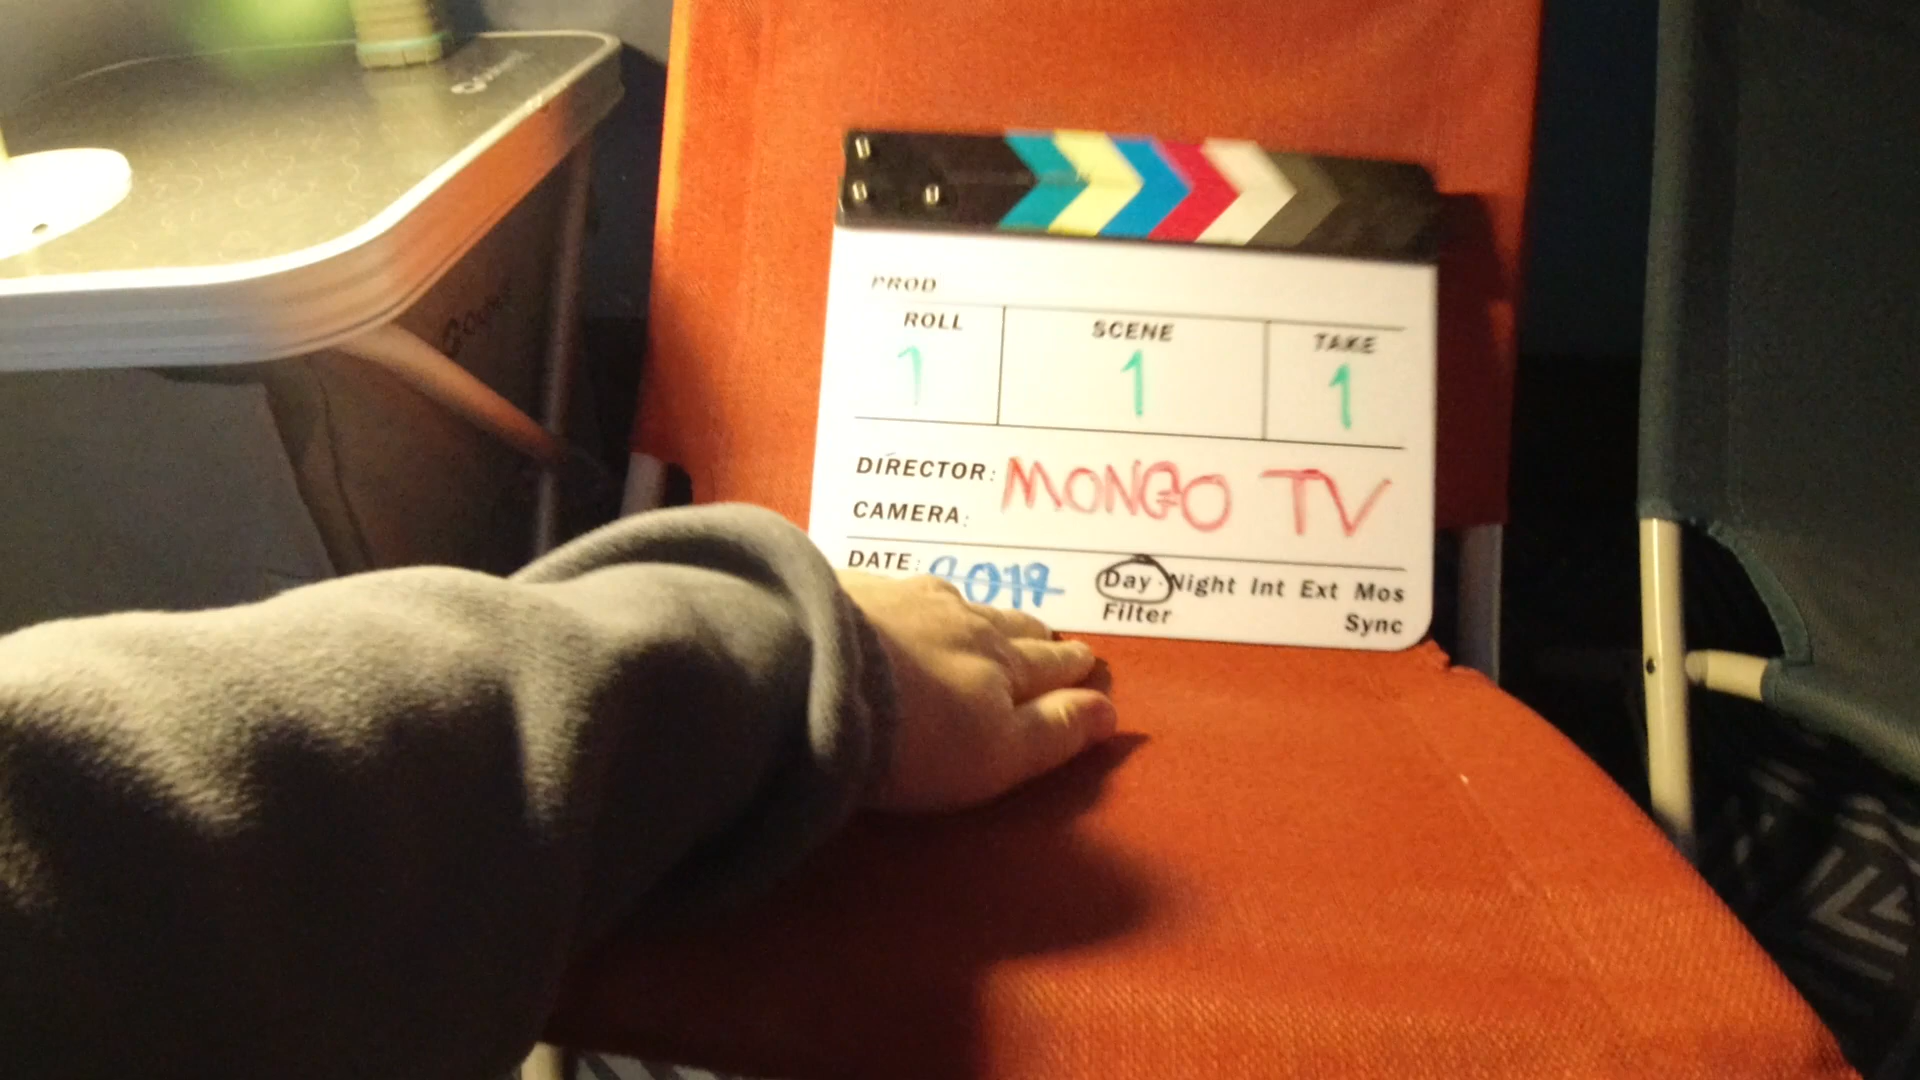 PROD
ROLL SCENE TAKE
1 1 1
DIRECTOR: MONGO TV
CAMERA:
DATE: 2017 Day Night Int Ext Mos
Filter Sync